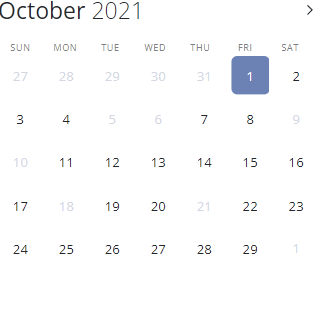 October 2021
SUN MON TUE WED THU FRI SAT
27 28 29 30 31 1 2
3 4 5 6 7 8 9
10 11 12 13 14 15 16
17 18 19 20 21 22 23
24 25 26 27 28 29 1